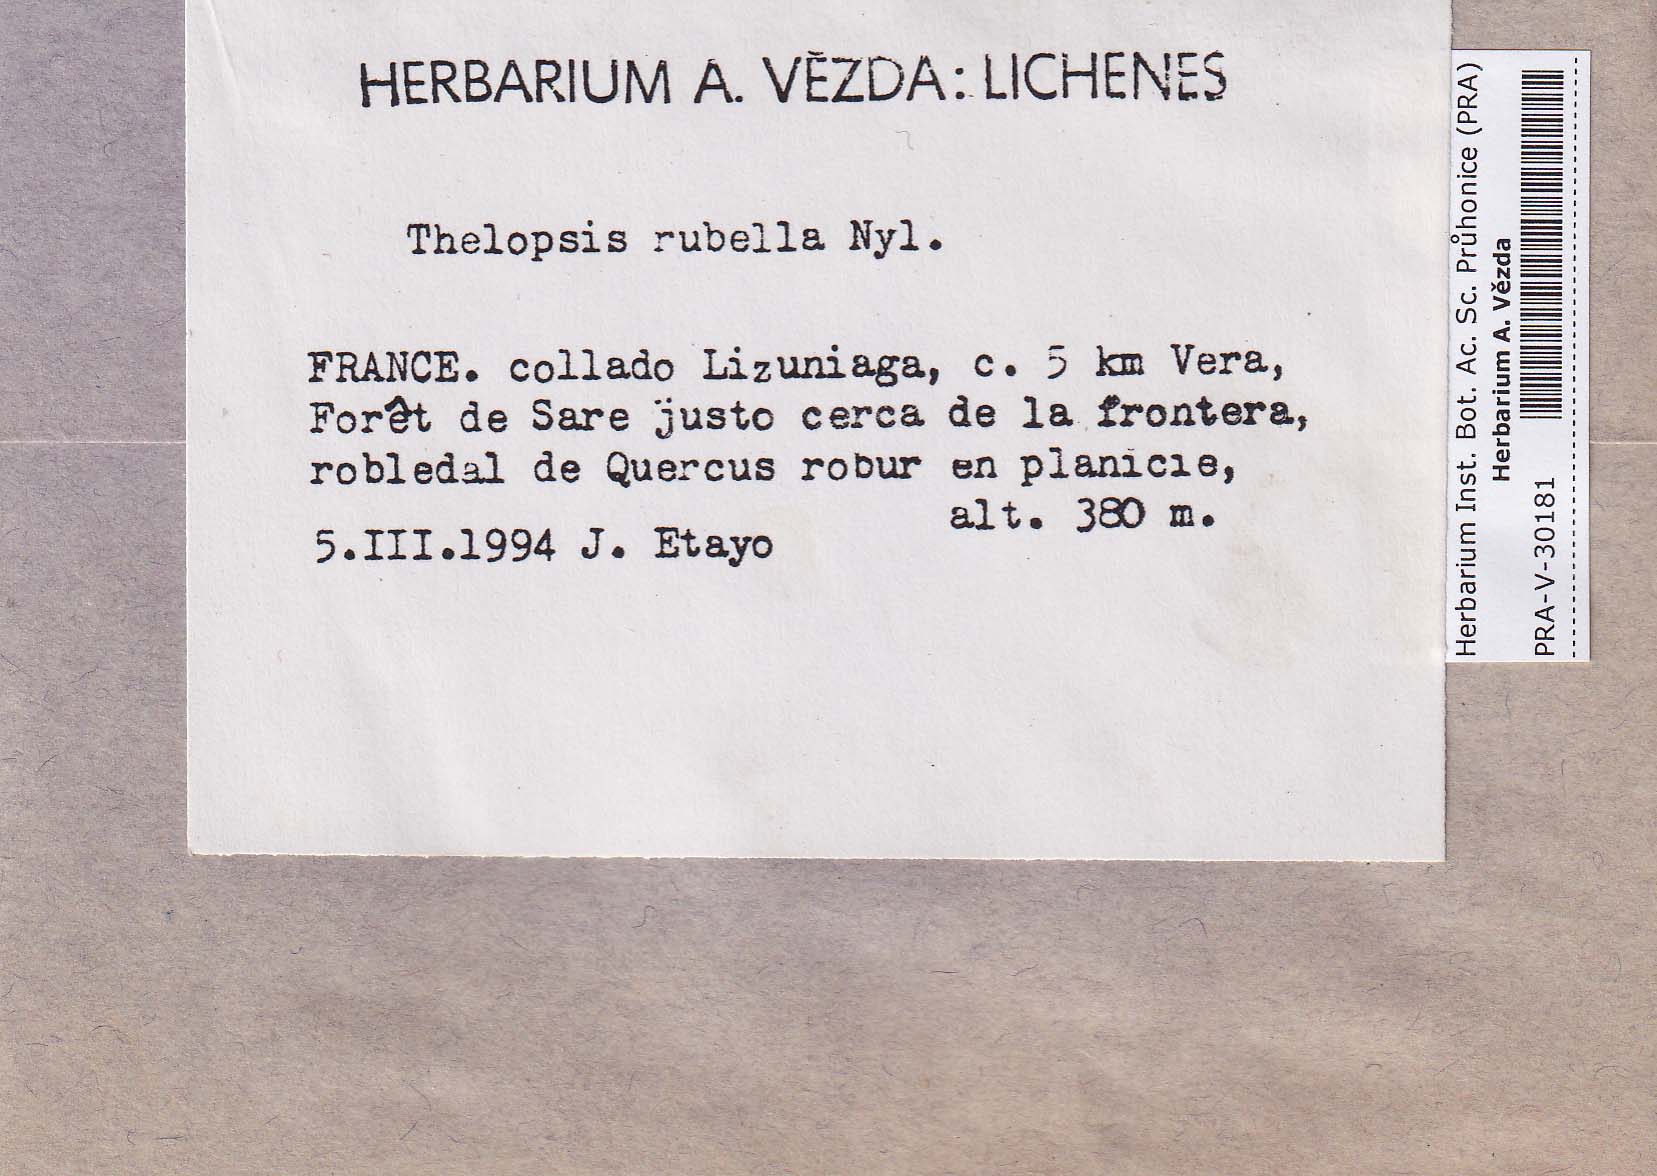 HERBARIUM A. VĚZDA: LICHENES
Thelopsis rubella Nyl.
FRANCE. collado Lizuniaga, c. 5 km Vera,
Forêt de Sare justo cerca de la frontera,
robledal de Quercus robur en planicie,
alt. 380 m.
5.III.1994 J. Etayo
Herbarium Inst. Bot. Ac. Sc. Průhonice (PRA)
Herbarium A. Vězda
PRA-V-30181